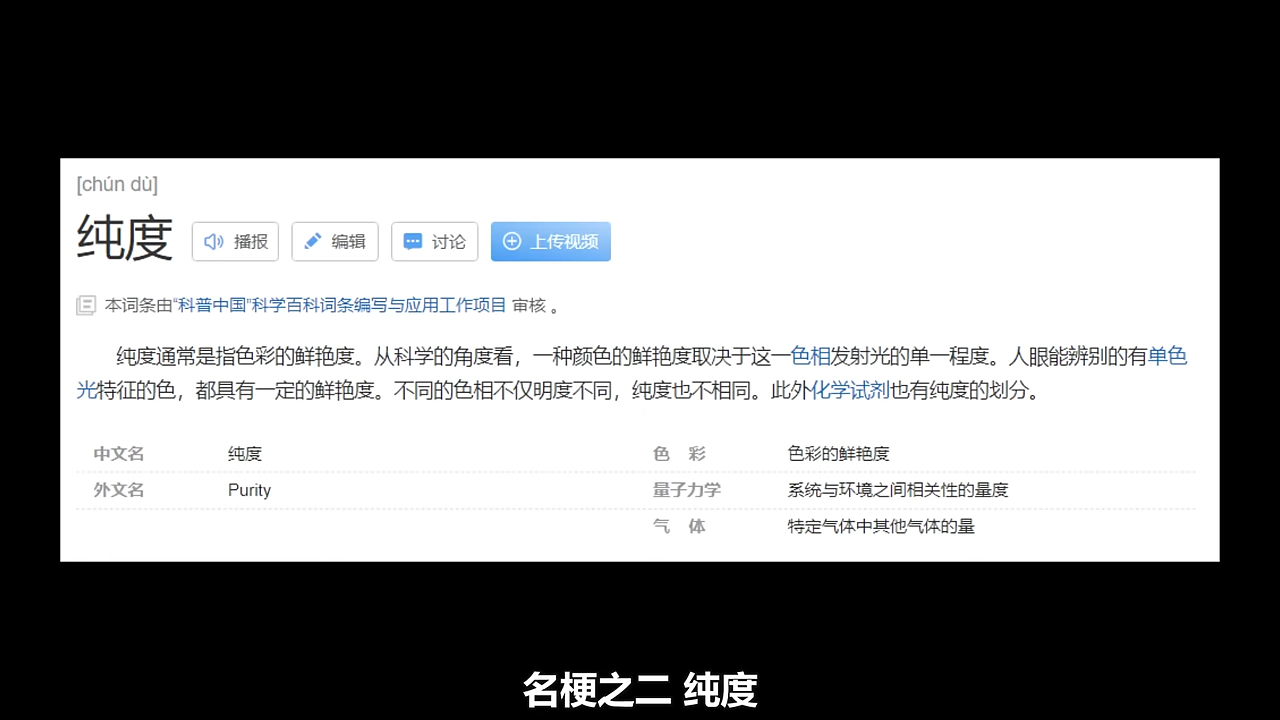 [chún dù]
纯度 播报 编辑 讨论 上传视频
本词条由“科普中国”科学百科词条编写与应用工作项目 审核 。
纯度通常是指色彩的鲜艳度。从科学的角度看，一种颜色的鲜艳度取决于这一色相发射光的单一程度。人眼能辨别的有单色
光特征的色，都具有一定的鲜艳度。不同的色相不仅明度不同，纯度也不相同。此外化学试剂也有纯度的划分。
中文名 纯度 色 彩 色彩的鲜艳度
外文名 Purity 量子力学 系统与环境之间相关性的量度
气 体 特定气体中其他气体的量
名梗之二 纯度